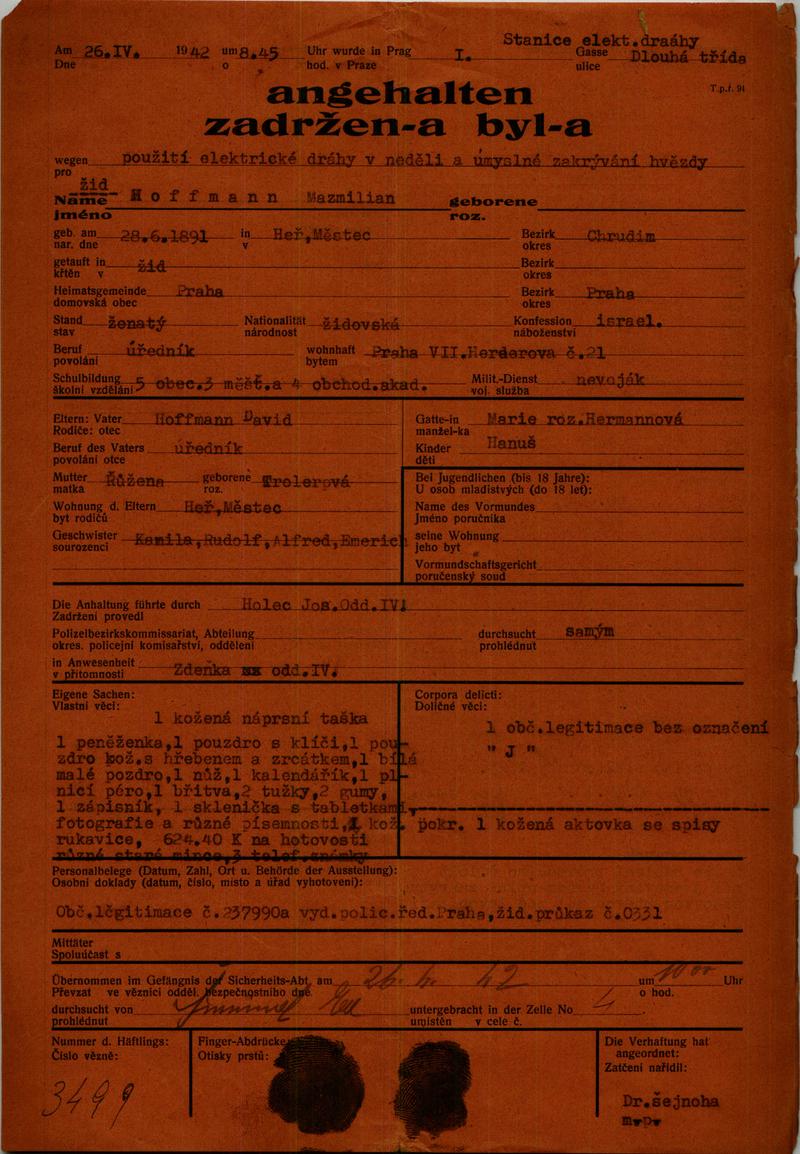 Stanice elekt.draáhy
Am 26.IV. 1942 um 8.45 Uhr wurde in Prag I. Gasse Dlouhá třída
Dne o hod. v Praze ulice
T.p.ř. 91
angehalten
zadržen-a byl-a
wegen použití elektrické dráhy v neděli a úmyslné zakrývání hvězdy
pro
žid
Name Hoffmann Mazmilian geborene
jméno roz.
geb. am 28.6.1891 in Heř,Městec Bezirk Chrudim
nar. dne v okres
getauft in žid Bezirk
křtěn v okres
Heimatsgemeinde Praha Bezirk Praha
domovská obec okres
Stand ženatý Nationalität židovská Konfession israel.
stav národnost náboženství
Beruf úředník wohnhaft Praha VII.Herderova č.21
povolání bytem
Schulbildung 5 obec.3 měšť.a 4 obchod.akad. Milit.-Dienst nevoják
školní vzdělání voj. služba
Eltern: Vater Hoffmann David
Rodiče: otec
Beruf des Vaters úředník
povolání otce
Mutter Růžena geborene Trolerová
matka roz.
Wohnung d. Eltern Heř,Městec
byt rodičů
Geschwister Kamila,Rudolf,Alfred,Emerich
sourozenci
Gatte-in Marie roz.Hermannová
manžel-ka
Kinder Hanuš
děti
Bei Jugendlichen (bis 18 Jahre):
U osob mladistvých (do 18 let):
Name des Vormundes
Jméno poručníka
seine Wohnung
jeho byt
Vormundschaftsgericht
poručenský soud
Die Anhaltung führte durch Holec Jos.Odd.IV.
Zadržení provedl
Polizeibezirkskommissariat, Abteilung durchsucht samým
okres. policejní komisařství, oddělení prohlédnut
in Anwesenheit Zdeňka odd.IV.
v přítomnosti
Eigene Sachen:
Vlastní věci:
1 kožená náprsní taška
1 peněženka,1 pouzdro s klíči,1 pou-
zdro kož.s hřebenem a zrcátkem,1 bílá
malé pozdro,1 nůž,1 kalendářík,1 pl-
nicí péro,1 břitva,2 tužky,2 gumy,
1 zápisník, 1 sklenička s tabletkami,
fotografie a různé písemnosti,1 kož.
rukavice, 624.40 K na hotovosti
různé staré mince,3 telef.známky
Corpora delicti:
Doličné věci:
1 obč.legitimace bez označení
" J "
pokr. 1 kožená aktovka se spisy
Personalbelege (Datum, Zahl, Ort u. Behörde der Ausstellung):
Osobní doklady (datum, číslo, místo a úřad vyhotovení):
Obč.lčgitimace č.237990a vyd.polic.řed.Praha,žid.průkaz č.0331
Mittäter
Spoluúčast s
Übernommen im Gefängnis der Sicherheits-Abt. am 26. 4. 42 um 10 00 Uhr
Převzat ve věznici odděl. bezpečnostního dne. o hod.
durchsucht von untergebracht in der Zelle No
prohlédnut umístěn v cele č.
Nummer d. Häftlings:
Číslo vězně:
3499
Finger-Abdrücke
Otisky prstů:
Die Verhaftung hat
angeordnet:
Zatčení nařídil:
Dr.šejnoha
m.p.